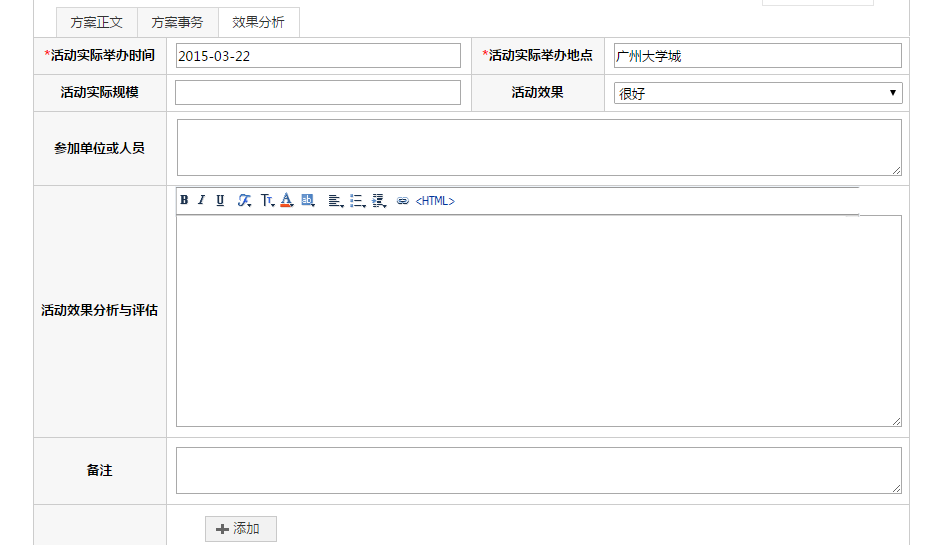 方案正文 方案事务 效果分析
*活动实际举办时间 2015-03-22 *活动实际举办地点 广州大学城
活动实际规模 活动效果 很好
参加单位或人员
B I U F Tт A ab <HTML>
活动效果分析与评估
备注
添加